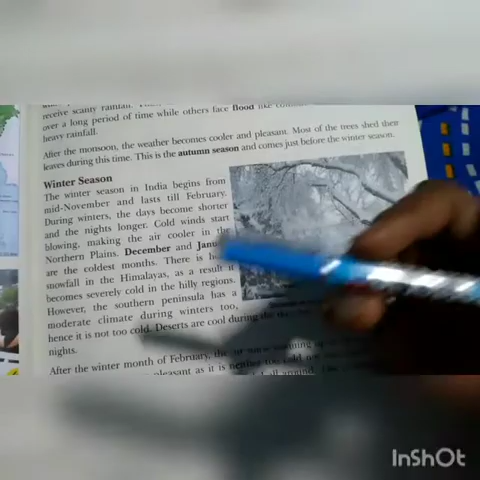 receive scanty rainfall.
over a long period of time while others face flood like
heavy rainfall.
After the monsoon, the weather becomes cooler and pleasant. Most of the trees shed their
leaves during this time. This is the autumn season and comes just before the winter season.
Winter Season
The winter season in India begins from
mid-November and lasts till February.
During winters, the days become shorter
and the nights longer. Cold winds start
blowing, making the air cooler in the
Northern Plains. December and Janu
are the coldest months. There is
snowfall in the Himalayas, as a result it
becomes severely cold in the hilly regions.
However, the southern peninsula has a
moderate climate during winters too,
hence it is not too cold. Deserts are cool during the
nights.
After the winter month of February, the
pleasant as it is neither too cold
around.
InShOt